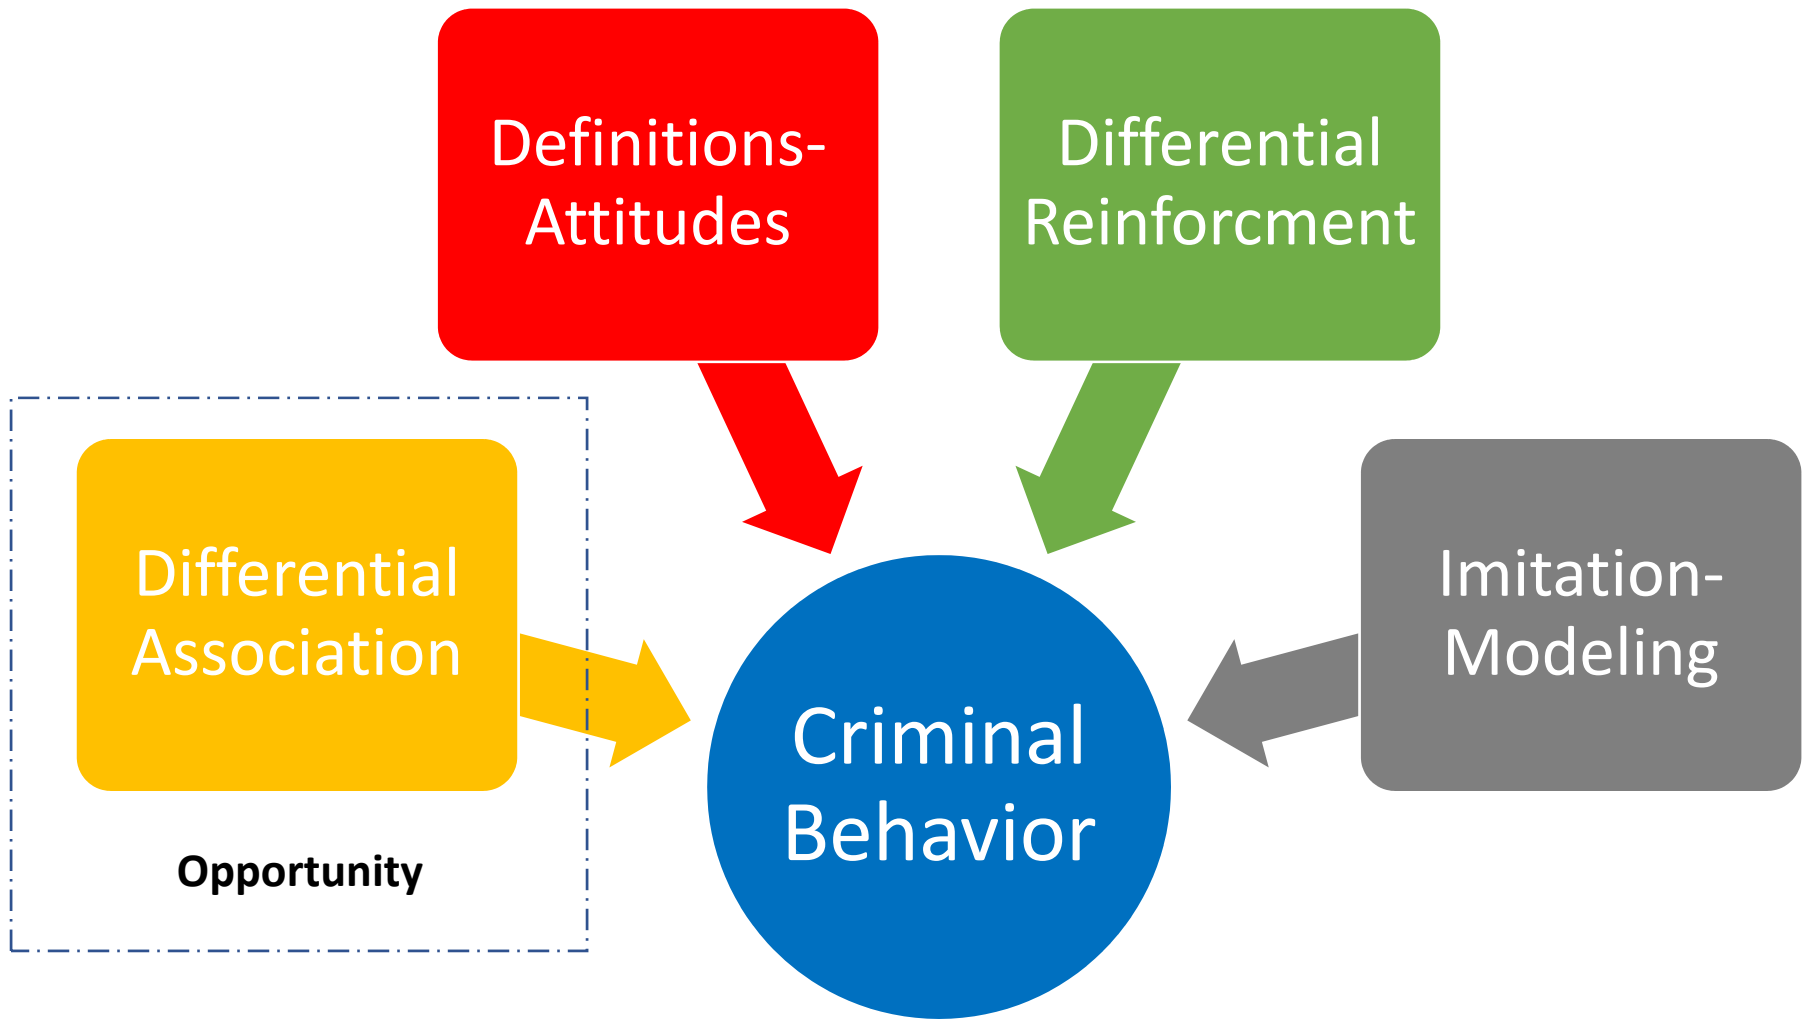 Definitions-
Attitudes
Differential
Reinforcment
Differential
Association
Opportunity
Imitation-
Modeling
Criminal
Behavior